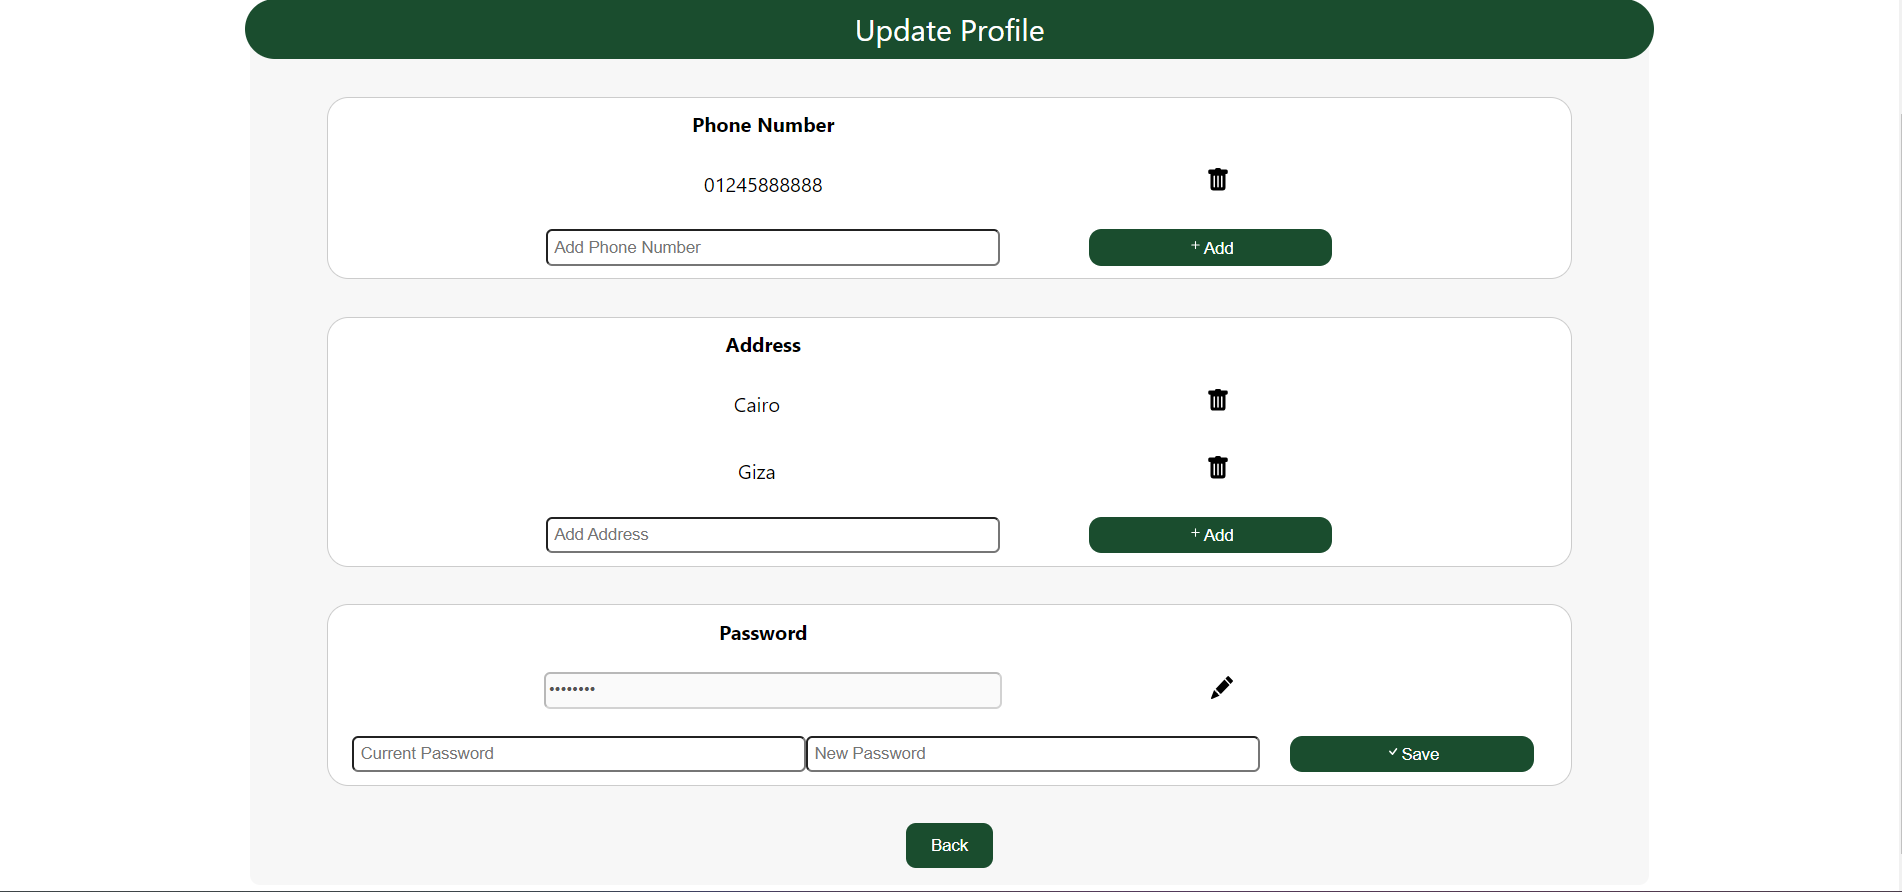 Update Profile
Phone Number
01245888888
Add Phone Number
+ Add
Address
Cairo
Giza
Add Address
+ Add
Password
••••••••
Current Password
New Password
✓ Save
Back